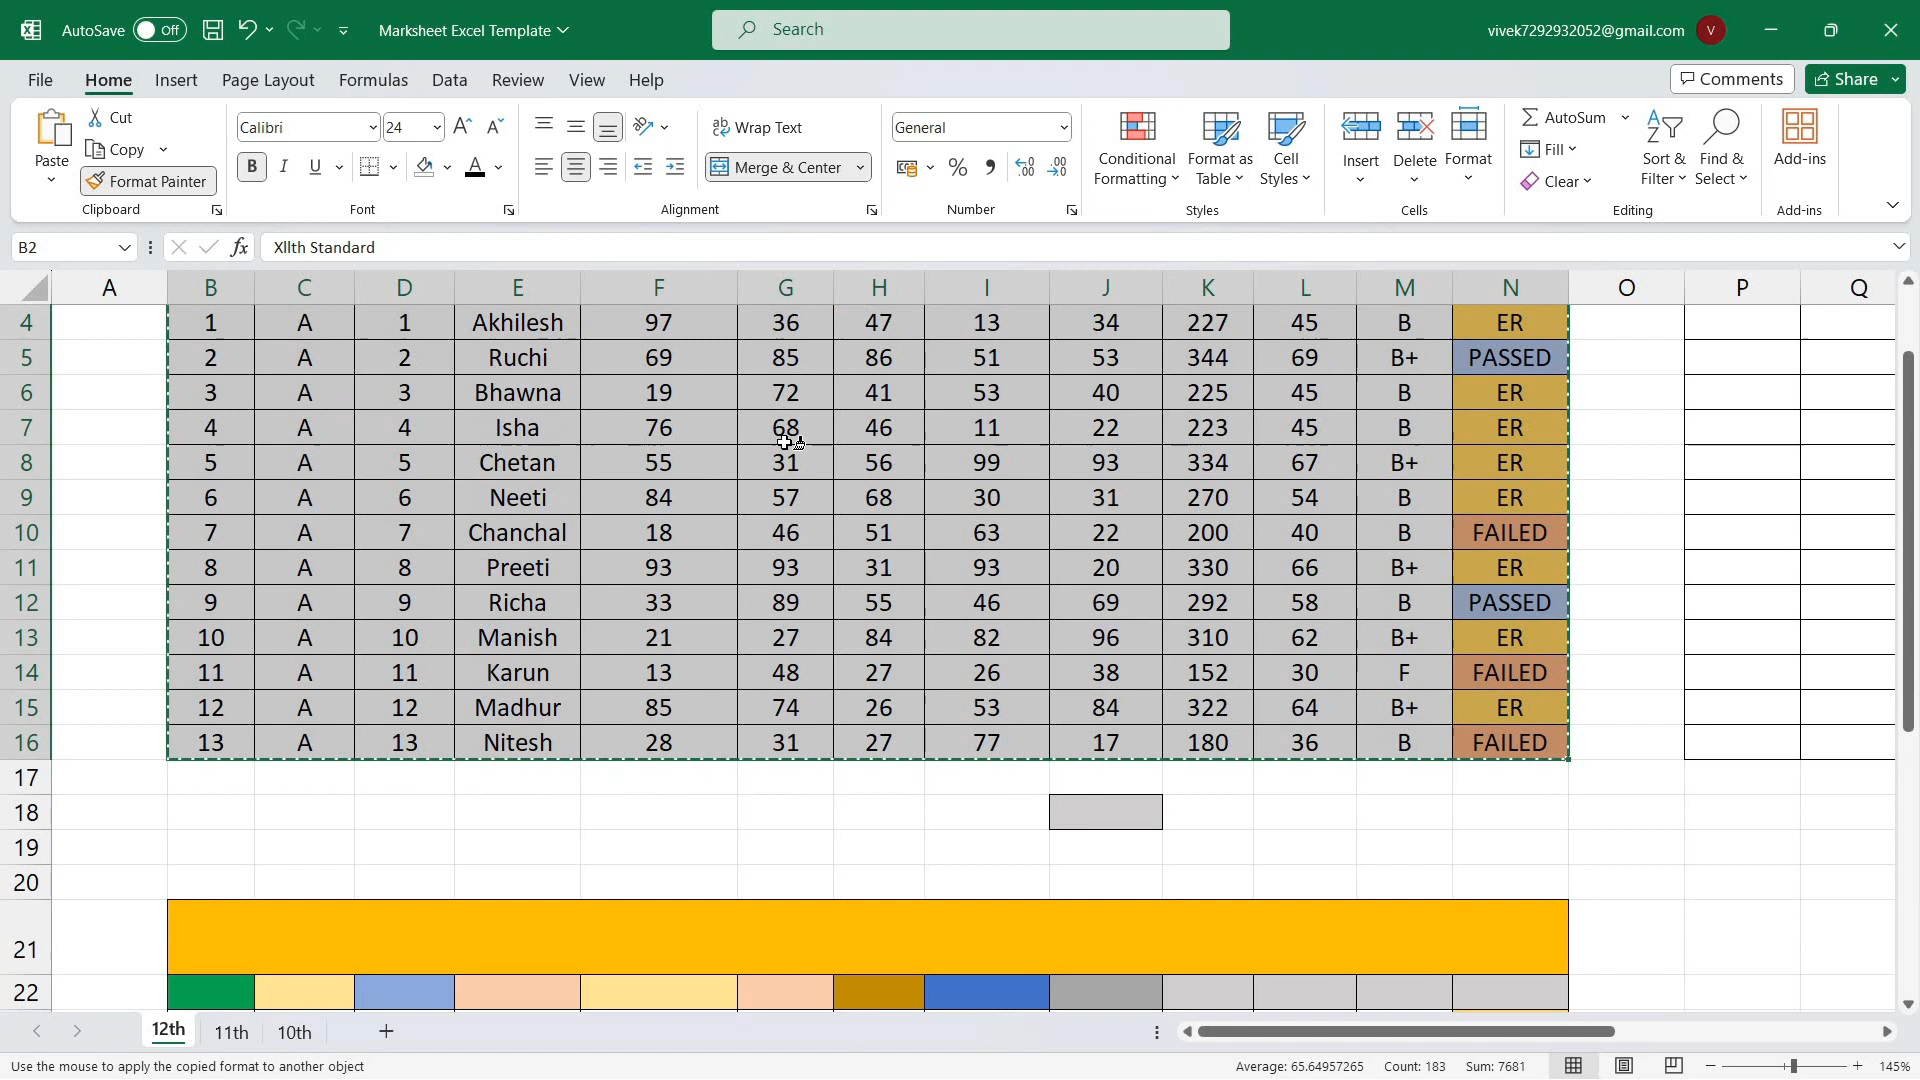 AutoSave Off Marksheet Excel Template Search vivek7292932052@gmail.com V
File Home Insert Page Layout Formulas Data Review View Help Comments Share
Paste Cut Copy Format Painter Clipboard
Calibri 24 B I U A Font
Wrap Text Merge & Center Alignment
General % , Number
Conditional Formatting Format as Table Cell Styles Styles
Insert Delete Format Cells
AutoSum Fill Clear Sort & Filter Find & Select Editing
Add-ins Add-ins
B2 fx XIIth Standard
A B C D E F G H I J K L M N O P Q
4 1 A 1 Akhilesh 97 36 47 13 34 227 45 B ER
5 2 A 2 Ruchi 69 85 86 51 53 344 69 B+ PASSED
6 3 A 3 Bhawna 19 72 41 53 40 225 45 B ER
7 4 A 4 Isha 76 68 46 11 22 223 45 B ER
8 5 A 5 Chetan 55 31 56 99 93 334 67 B+ ER
9 6 A 6 Neeti 84 57 68 30 31 270 54 B ER
10 7 A 7 Chanchal 18 46 51 63 22 200 40 B FAILED
11 8 A 8 Preeti 93 93 31 93 20 330 66 B+ ER
12 9 A 9 Richa 33 89 55 46 69 292 58 B PASSED
13 10 A 10 Manish 21 27 84 82 96 310 62 B+ ER
14 11 A 11 Karun 13 48 27 26 38 152 30 F FAILED
15 12 A 12 Madhur 85 74 26 53 84 322 64 B+ ER
16 13 A 13 Nitesh 28 31 27 77 17 180 36 B FAILED
17
18
19
20
21
22
12th 11th 10th
Use the mouse to apply the copied format to another object Average: 65.64957265 Count: 183 Sum: 7681 145%